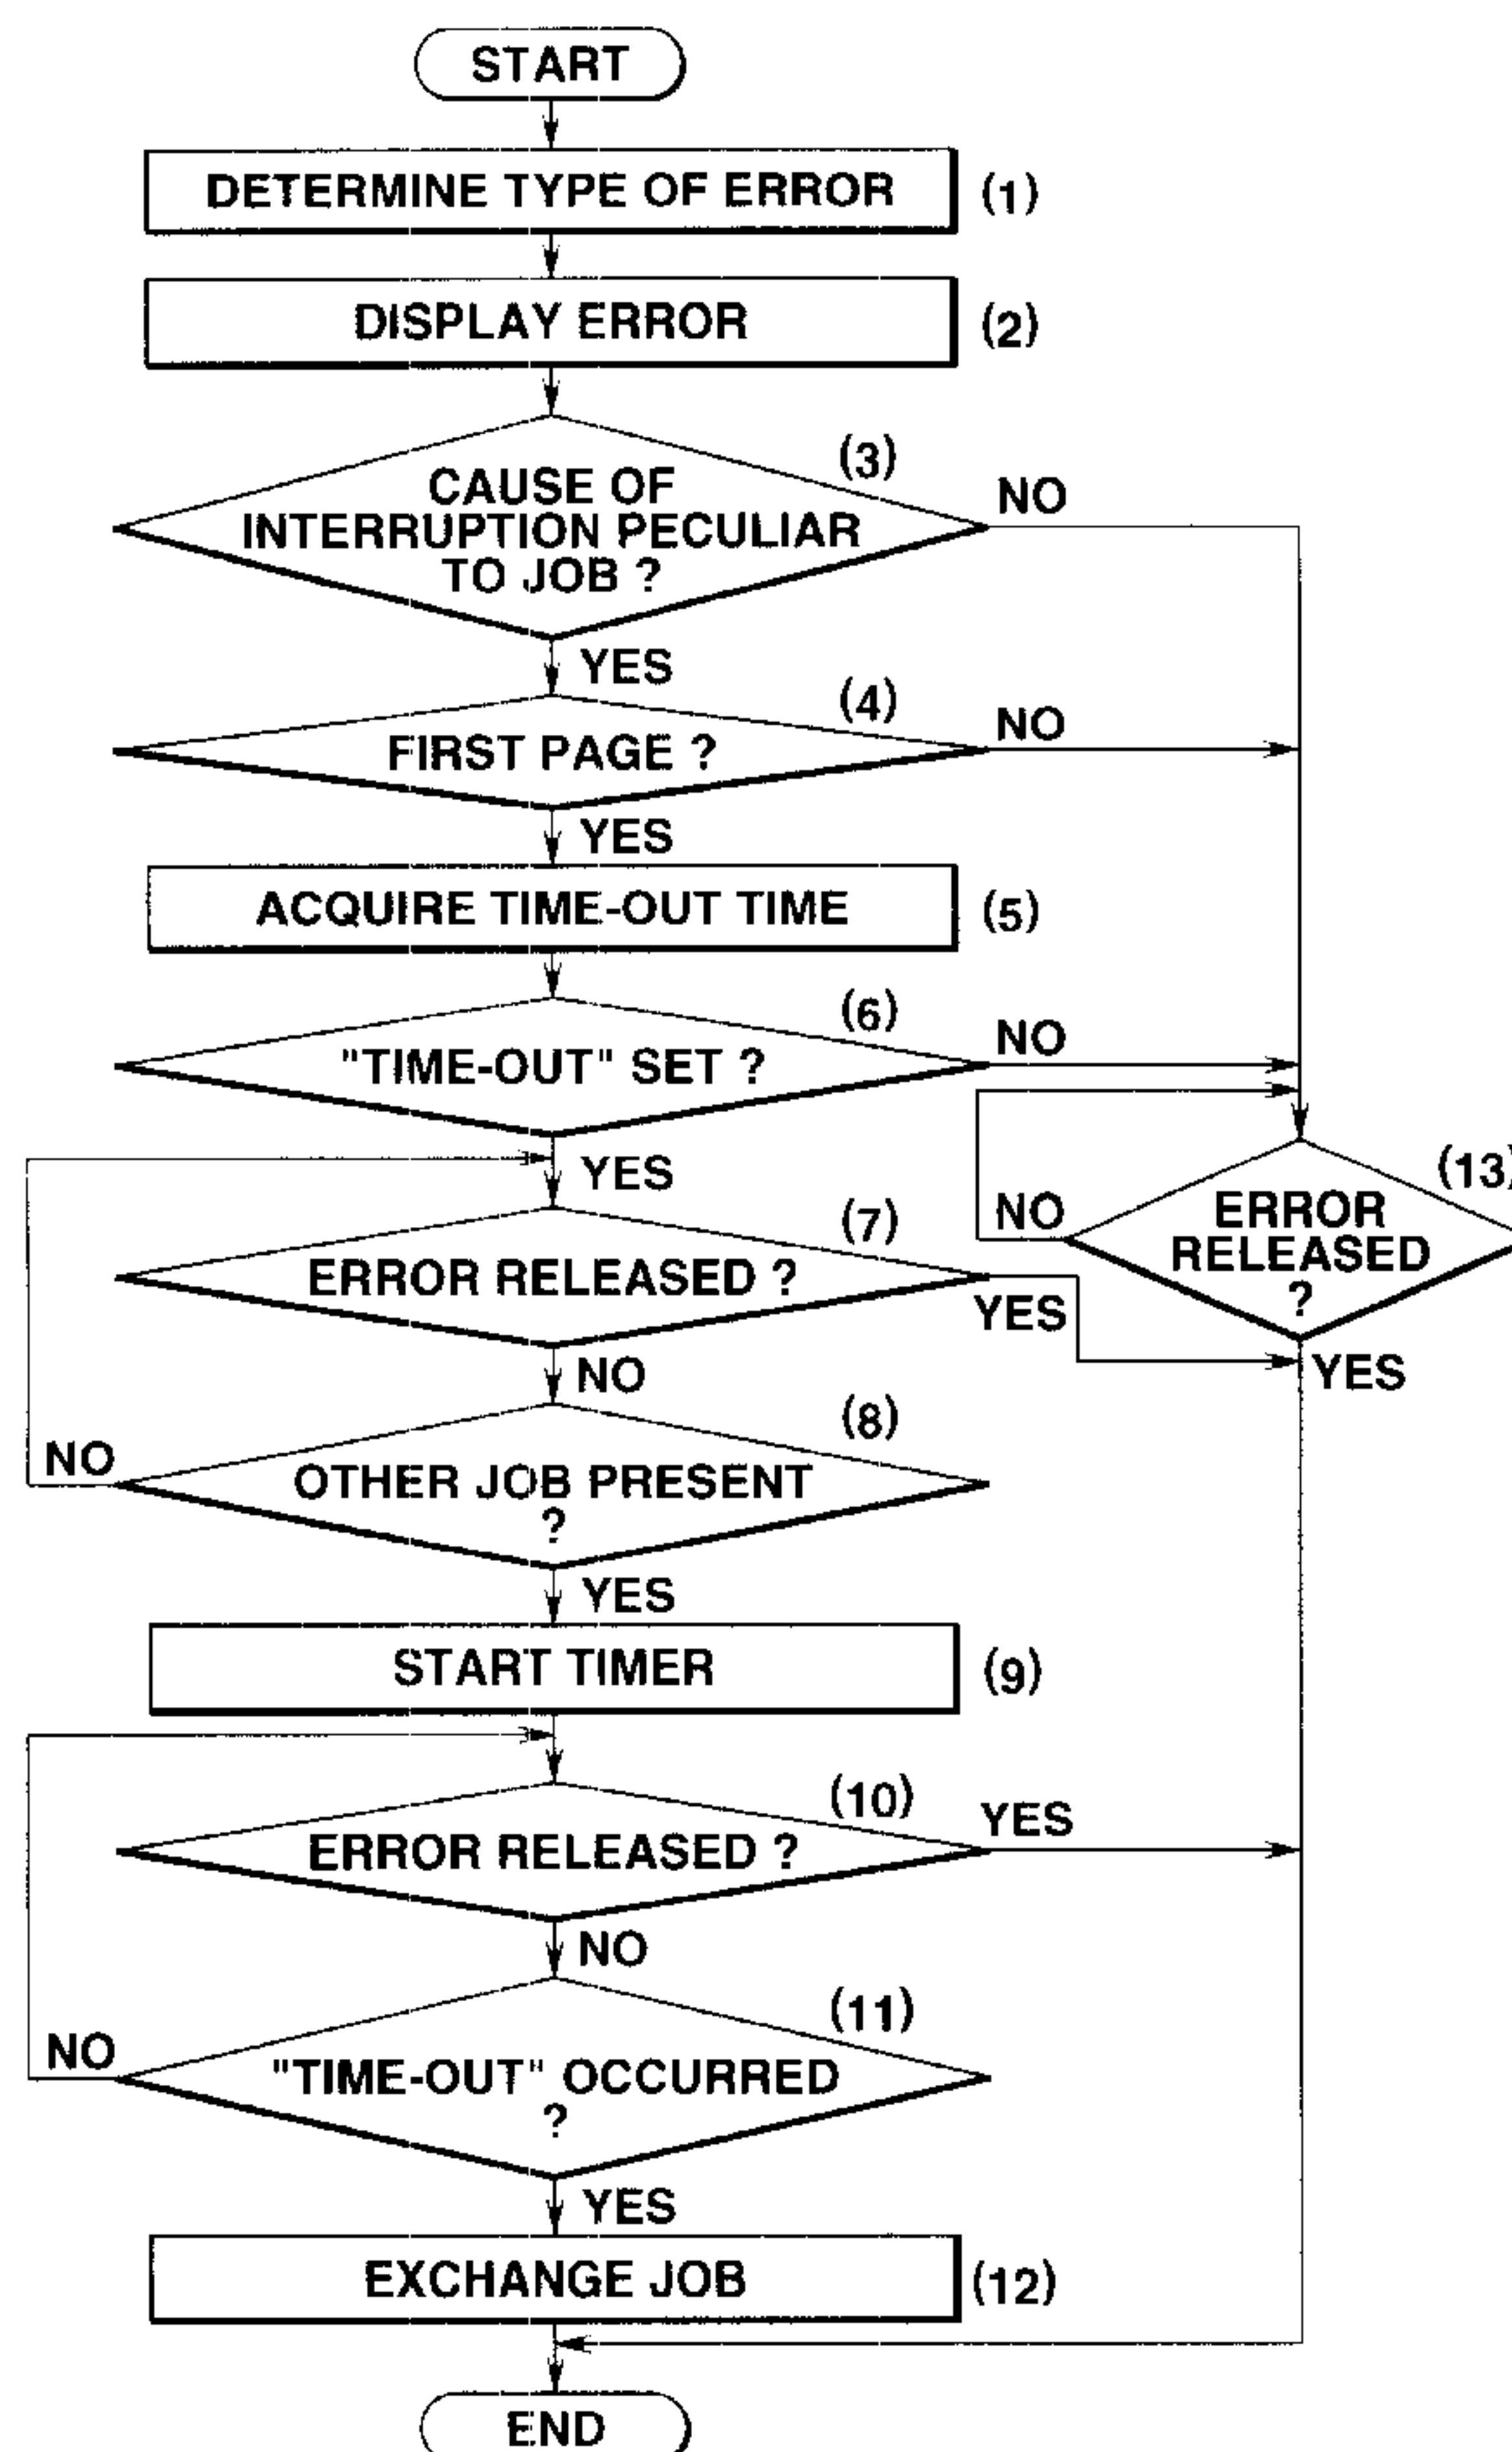 START
DETERMINE TYPE OF ERROR (1)
DISPLAY ERROR (2)
(3)
CAUSE OF
INTERRUPTION PECULIAR
TO JOB ?
NO
YES
(4)
FIRST PAGE ?
NO
YES
ACQUIRE TIME-OUT TIME (5)
(6)
"TIME-OUT" SET ?
NO
YES
(7)
ERROR RELEASED ?
YES
NO
(13)
ERROR
RELEASED
?
NO
YES
(8)
OTHER JOB PRESENT
?
NO
YES
START TIMER (9)
(10)
ERROR RELEASED ?
YES
NO
(11)
"TIME-OUT" OCCURRED
?
NO
YES
EXCHANGE JOB (12)
END